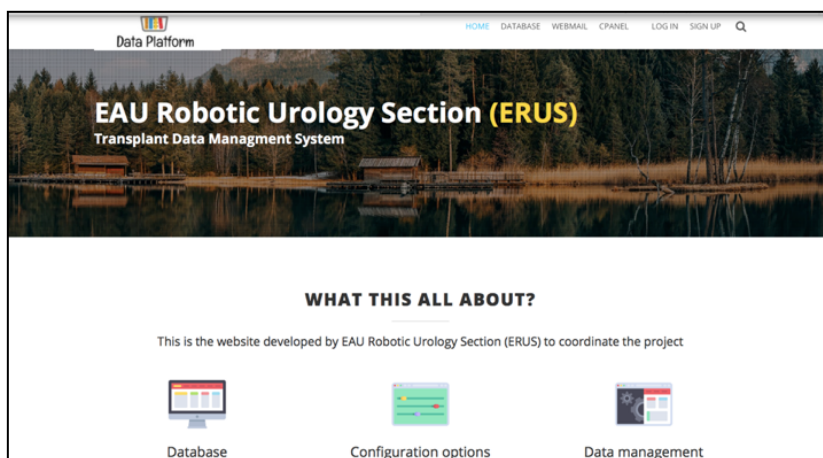 Data Platform
HOME DATABASE WEBMAIL CPANEL LOG IN SIGN UP
EAU Robotic Urology Section (ERUS)
Transplant Data Managment System
WHAT THIS ALL ABOUT?
This is the website developed by EAU Robotic Urology Section (ERUS) to coordinate the project
Database Configuration options Data management